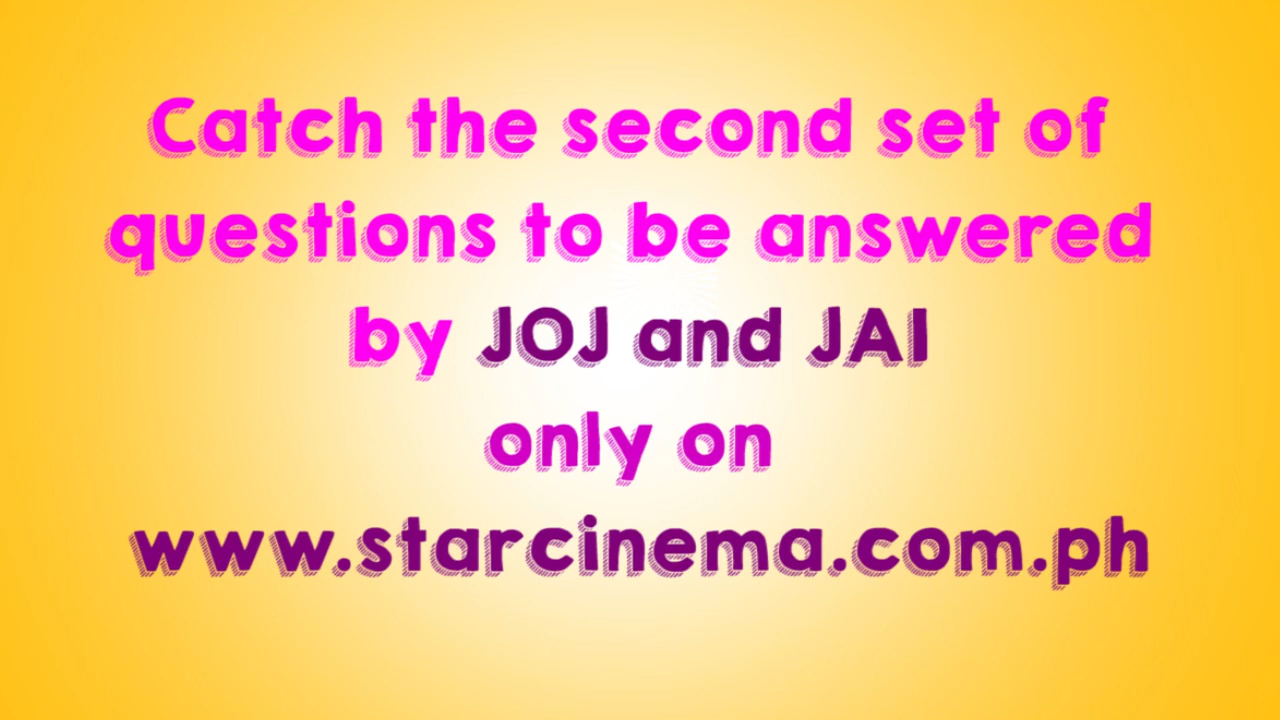 Catch the second set of
questions to be answered
by JOJ and JAI
only on
www.starcinema.com.ph